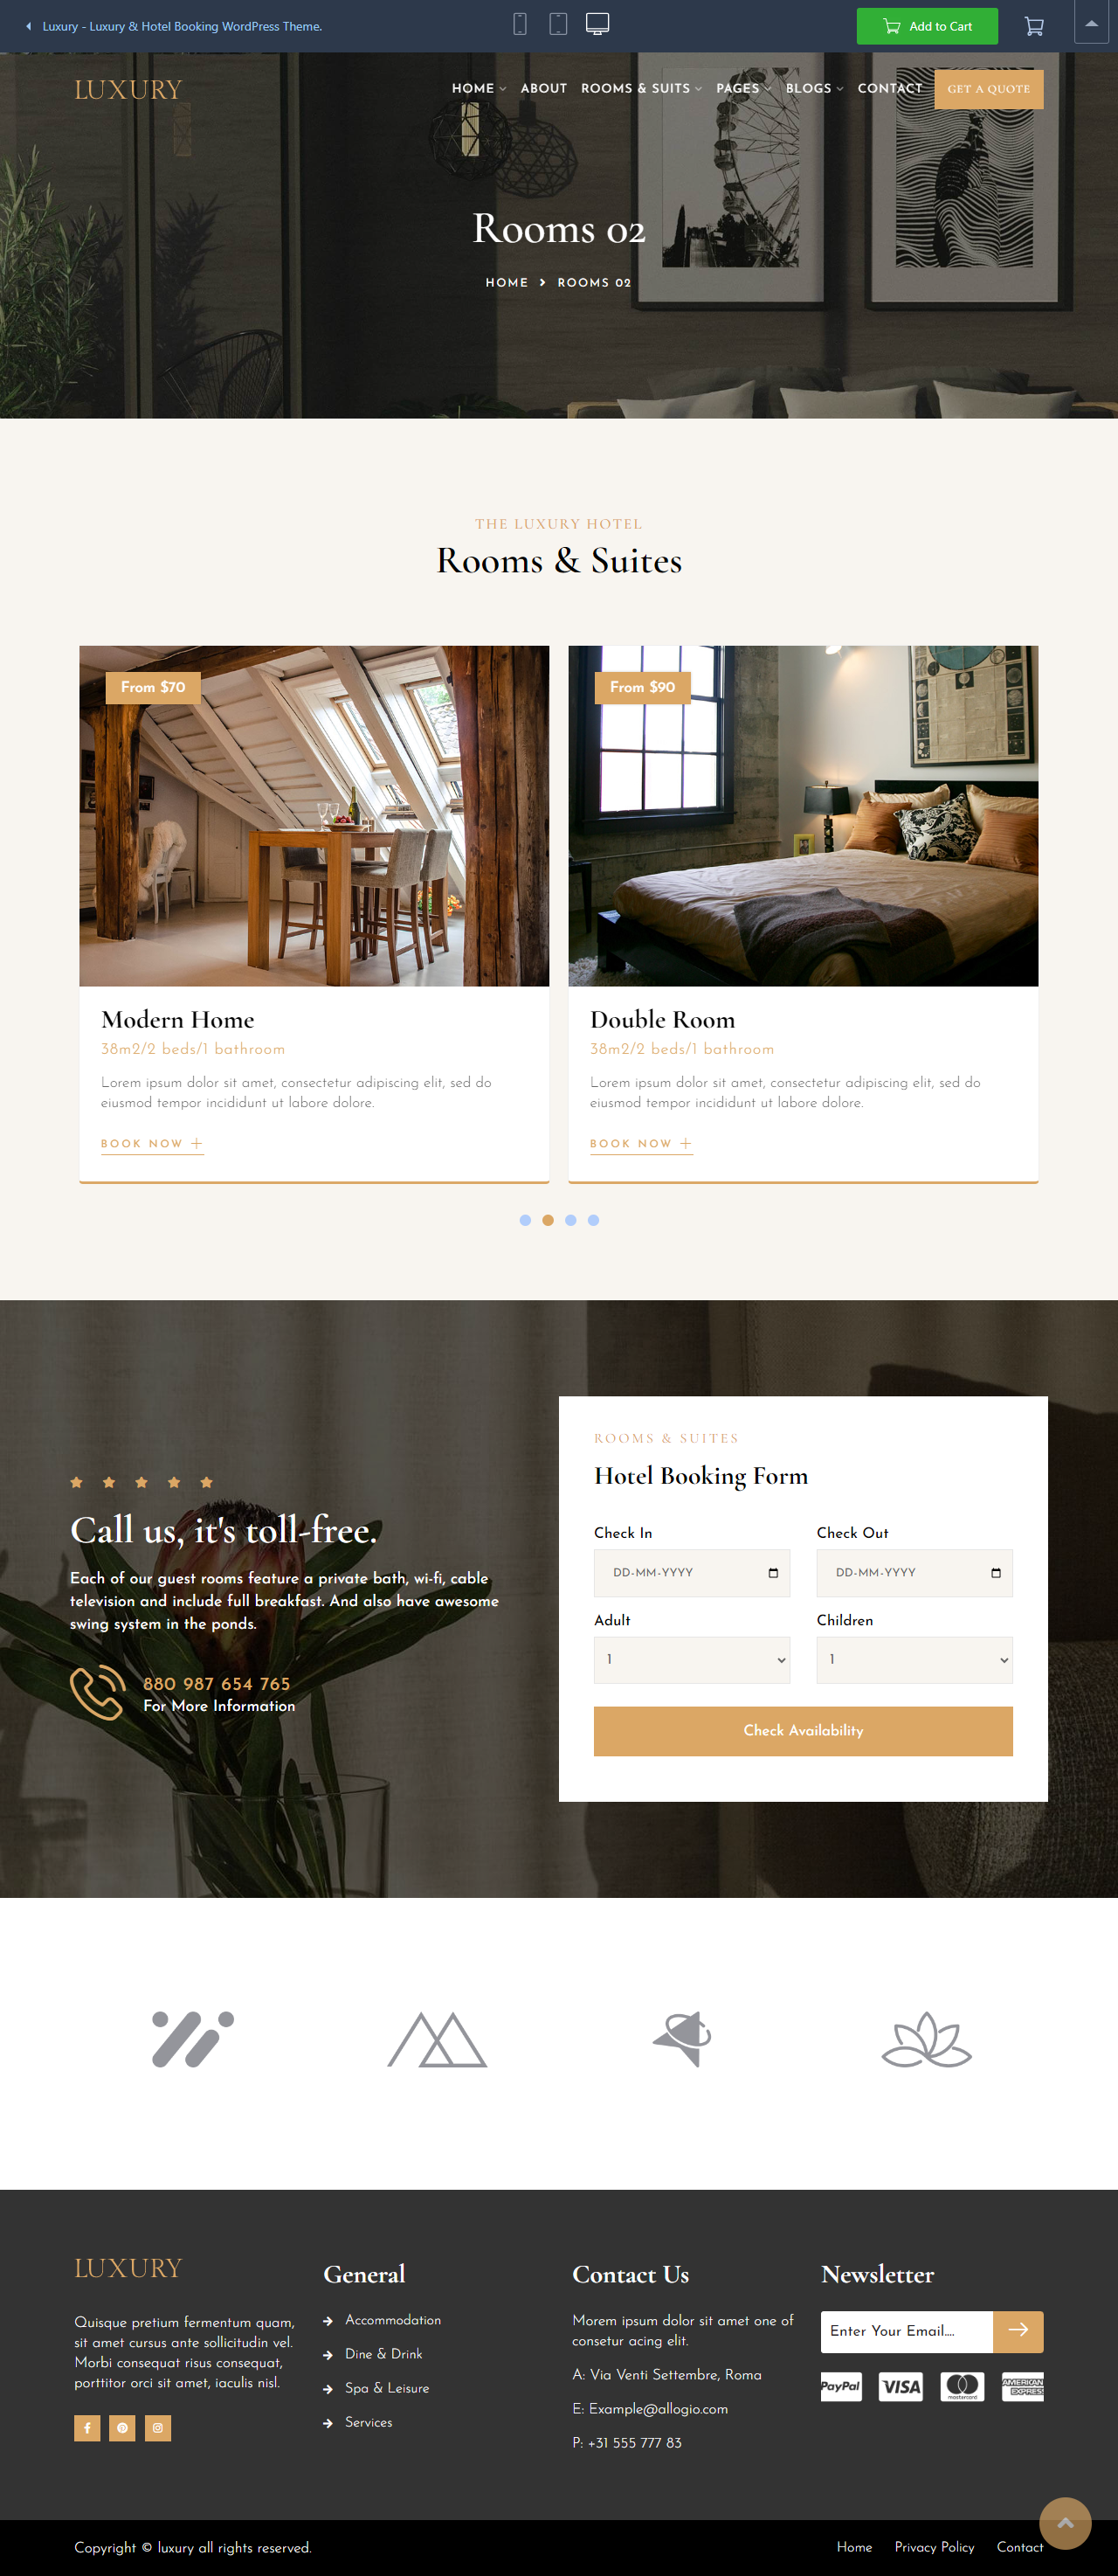 Luxury - Luxury & Hotel Booking WordPress Theme.
Add to Cart
LUXURY
HOME
ABOUT
ROOMS & SUITS
PAGES
BLOGS
CONTACT
GET A QUOTE
Rooms 02
HOME
ROOMS 02
THE LUXURY HOTEL
Rooms & Suites
From $70
Modern Home
38m2/2 beds/1 bathroom
Lorem ipsum dolor sit amet, consectetur adipiscing elit, sed do
eiusmod tempor incididunt ut labore dolore.
BOOK NOW
From $90
Double Room
38m2/2 beds/1 bathroom
Lorem ipsum dolor sit amet, consectetur adipiscing elit, sed do
eiusmod tempor incididunt ut labore dolore.
BOOK NOW
Call us, it's toll-free.
Each of our guest rooms feature a private bath, wi-fi, cable
television and include full breakfast. And also have awesome
swing system in the ponds.
880 987 654 765
For More Information
ROOMS & SUITES
Hotel Booking Form
Check In
Check Out
DD-MM-YYYY
DD-MM-YYYY
Adult
Children
1
1
Check Availability
LUXURY
Quisque pretium fermentum quam,
sit amet cursus ante sollicitudin vel.
Morbi consequat risus consequat,
porttitor orci sit amet, iaculis nisl.
General
Accommodation
Dine & Drink
Spa & Leisure
Services
Contact Us
Morem ipsum dolor sit amet one of
consetur acing elit.
A: Via Venti Settembre, Roma
E: Example@allogio.com
P: +31 555 777 83
Newsletter
Enter Your Email....
PayPal
VISA
mastercard
AMERICAN
EXPRESS
Copyright © luxury all rights reserved.
Home
Privacy Policy
Contact